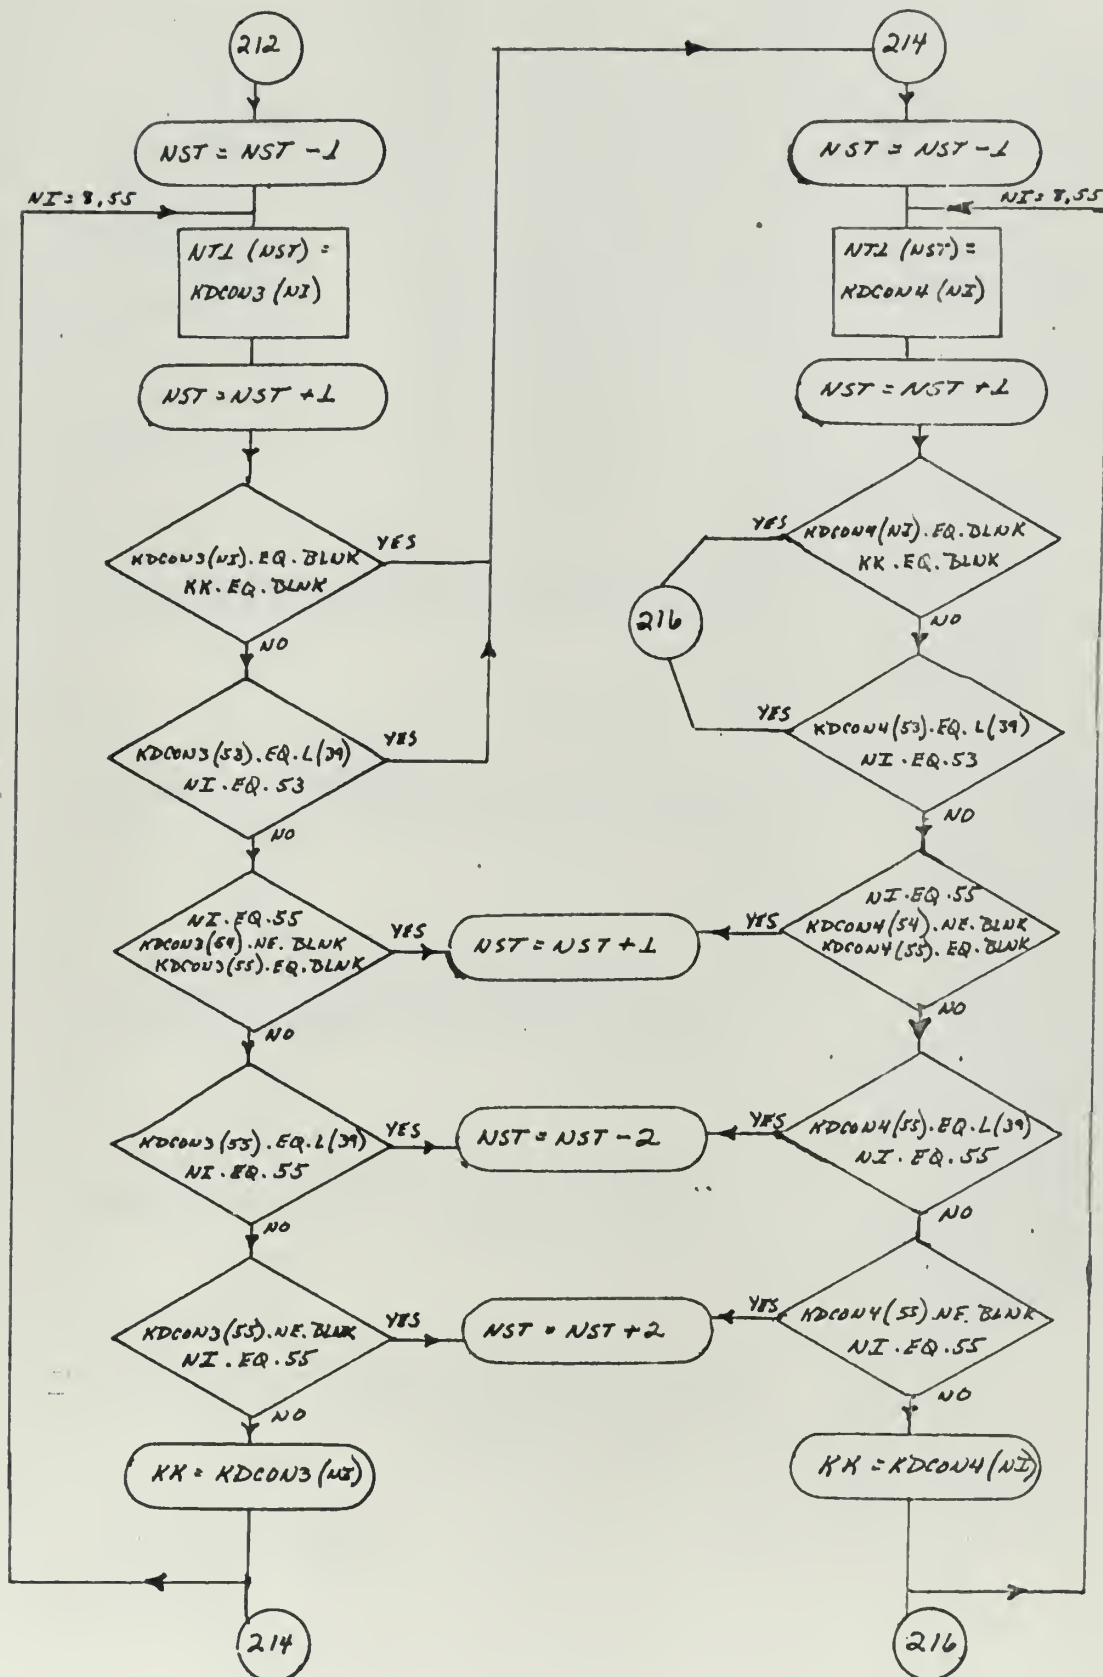 212
NST = NST - 1
NI = 8,55
NT1 (NST) =
KDCON3 (NI)
NST = NST + 1
KDCON3(NI).EQ.BLNK
KK.EQ.BLNK
YES
NO
KDCON3(53).EQ.L(39)
NI.EQ.53
YES
NO
NI.EQ.55
KDCON3(54).NE.BLNK
KDCON3(55).EQ.BLNK
YES
NO
KDCON3(55).EQ.L(39)
NI.EQ.55
YES
NO
KDCON3(55).NE.BLNK
NI.EQ.55
YES
NO
KK = KDCON3(NI)
214
NST = NST + 1
NST = NST - 2
NST = NST + 2
214
NST = NST - 1
NI = 8,55
NT1 (NST) =
KDCON4 (NI)
NST = NST + 1
YES
KDCON4(NI).EQ.BLNK
KK.EQ.BLNK
216
NO
YES
KDCON4(53).EQ.L(39)
NI.EQ.53
NO
YES
NI.EQ.55
KDCON4(54).NE.BLNK
KDCON4(55).EQ.BLNK
NO
YES
KDCON4(55).EQ.L(39)
NI.EQ.55
NO
YES
KDCON4(55).NE.BLNK
NI.EQ.55
NO
KK = KDCON4(NI)
216